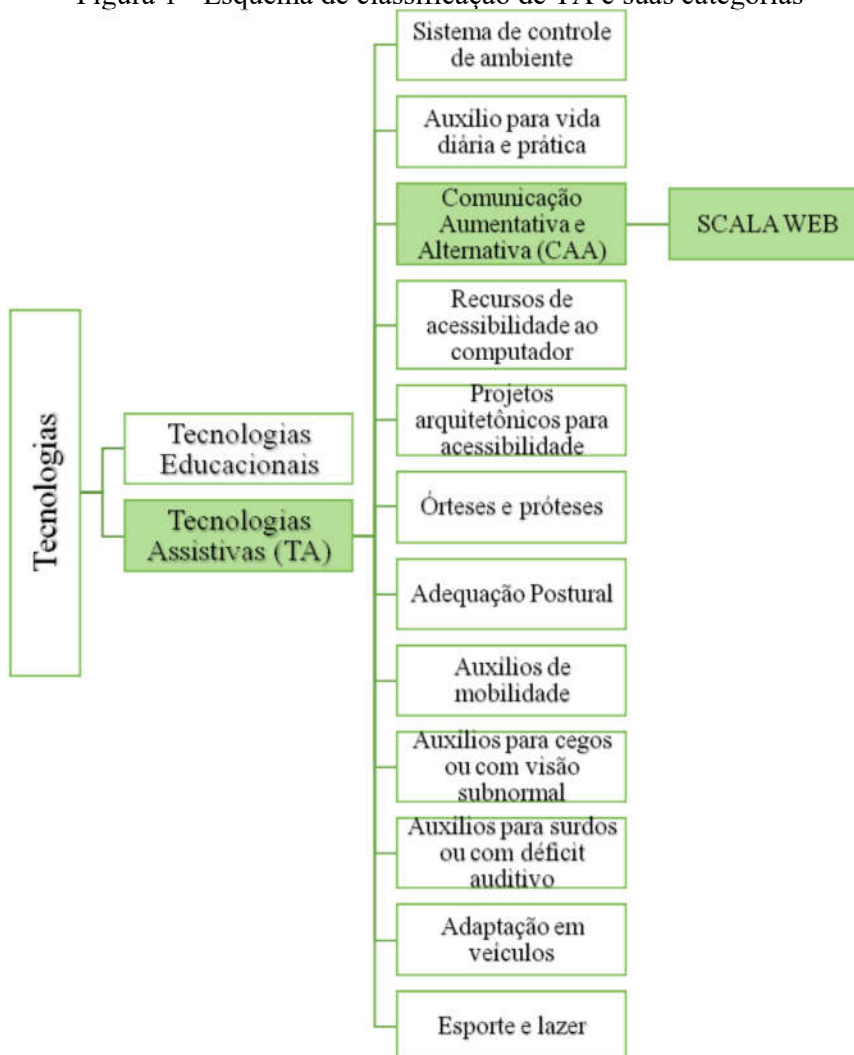 Figura 1 - Esquema de classificação de TA e suas categorias
Sistema de controle
de ambiente
Auxílio para vida
diária e prática
Comunicação
Aumentativa e
Alternativa (CAA)
SCALA WEB
Recursos de
acessibilidade ao
computador
Projetos
arquitetônicos para
acessibilidade
Tecnologias
Tecnologias
Educacionais
Tecnologias
Assistivas (TA)
Órteses e próteses
Adequação Postural
Auxílios de
mobilidade
Auxílios para cegos
ou com visão
subnormal
Auxílios para surdos
ou com déficit
auditivo
Adaptação em
veículos
Esporte e lazer